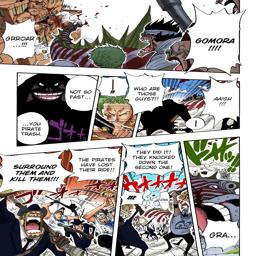 GOMORA
!!!!
GRROAR
...!!!
AAIGH
!!!
WHO ARE
THOSE
GUYS!!?
NOT SO
FAST...
...YOU
PIRATE
TRASH.
THEY DID IT!!
THEY KNOCKED
DOWN THE
SECOND ONE!
THE PIRATES
HAVE LOST
THEIR RIDE!!
SURROUND
THEM AND
KILL THEM!!!
GRA...